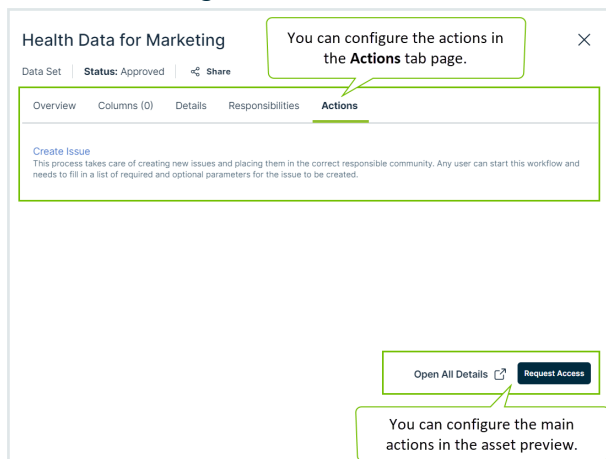 Health Data for Marketing
You can configure the actions in
the Actions tab page.
Data Set Status: Approved Share
Overview Columns (0) Details Responsibilities Actions
Create Issue
This process takes care of creating new issues and placing them in the correct responsible community. Any user can start this workflow and
needs to fill in a list of required and optional parameters for the issue to be created.
Open All Details Request Access
You can configure the main
actions in the asset preview.